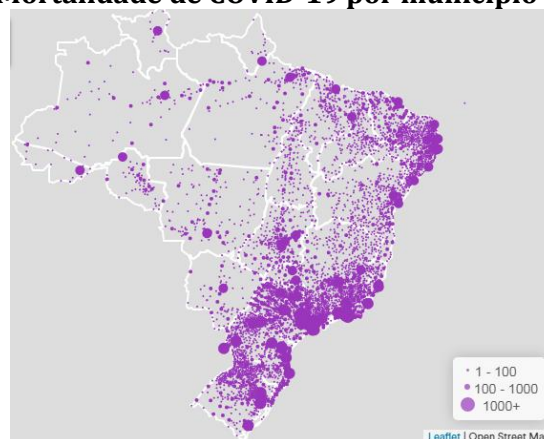 Mortalidade de COVID-19 por município
1 - 100
100 - 1000
1000+
Leaflet | Open Street Ma